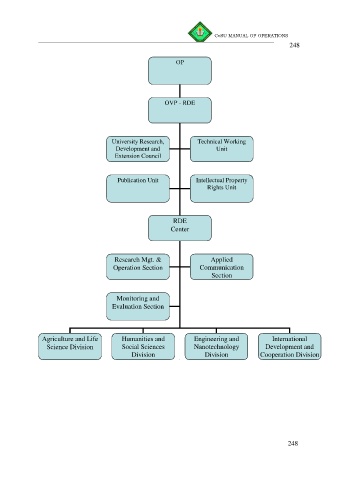 CvSU MANUAL OF OPERATIONS
248
OP
OVP - RDE
University Research,
Development and
Extension Council
Technical Working
Unit
Publication Unit
Intellectual Property
Rights Unit
RDE
Center
Research Mgt. &
Operation Section
Applied
Communication
Section
Monitoring and
Evaluation Section
Agriculture and Life
Science Division
Humanities and
Social Sciences
Division
Engineering and
Nanotechnology
Division
International
Development and
Cooperation Division
248